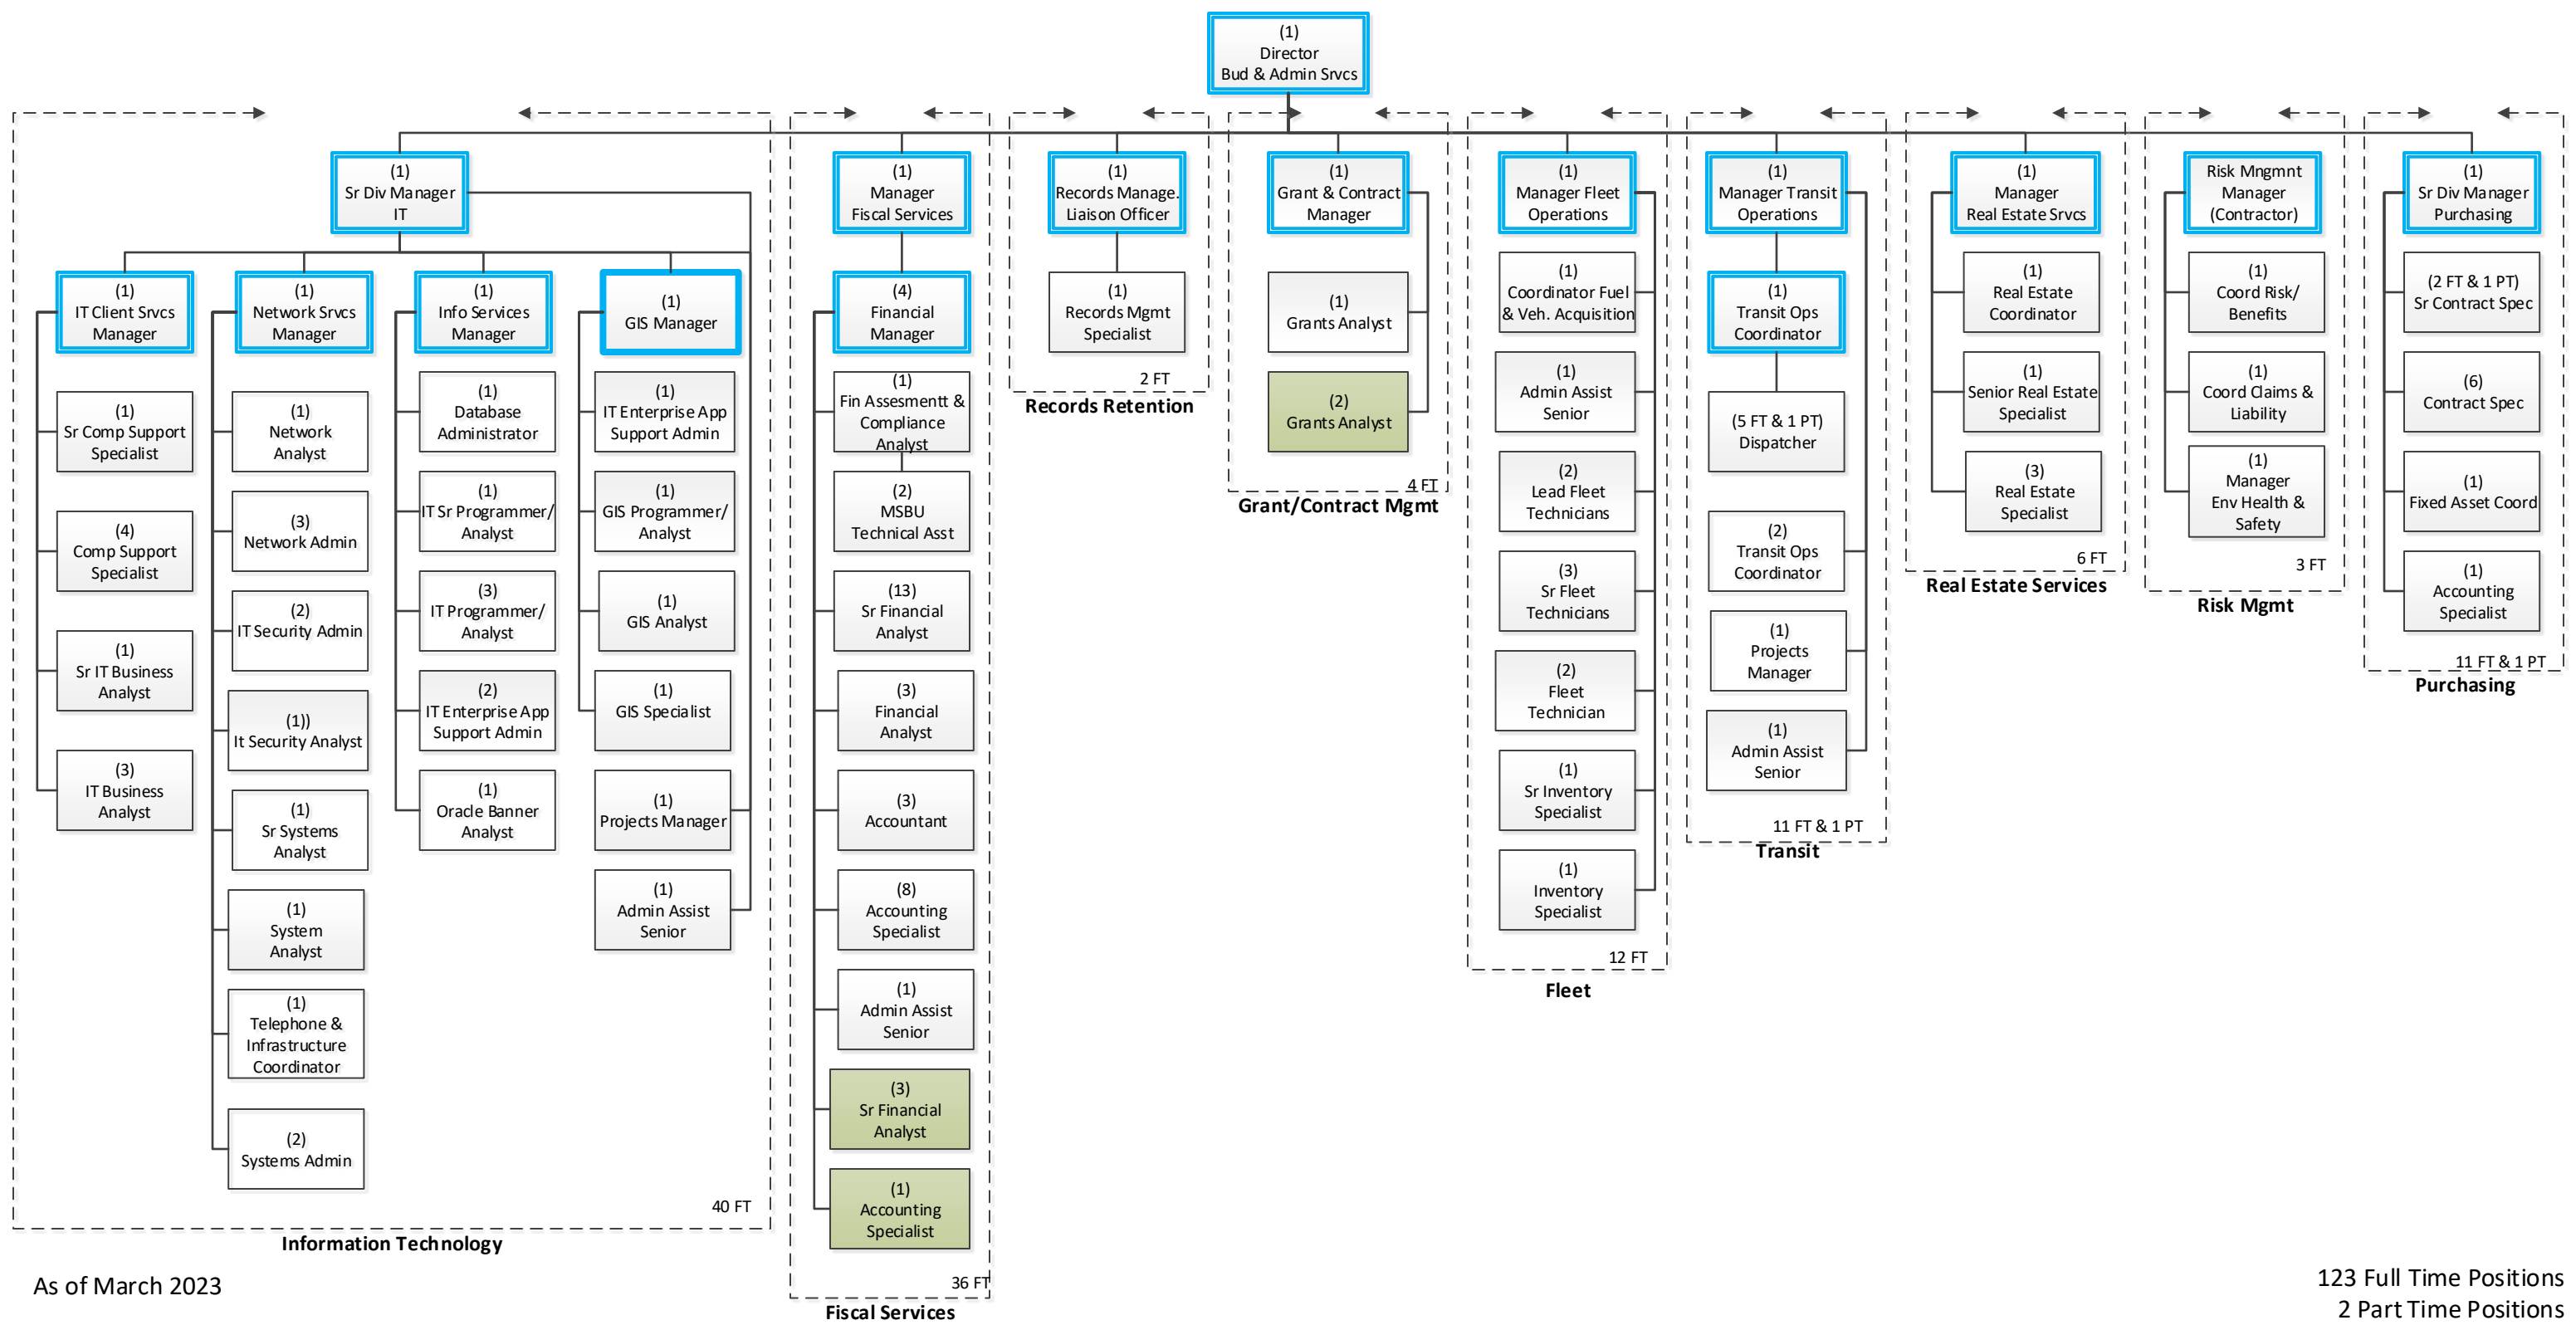 (1)
Director
Bud & Admin Srvcs
(1)
Sr Div Manager
IT
(1)
IT Client Srvcs
Manager
(1)
Sr Comp Support
Specialist
(4)
Comp Support
Specialist
(1)
Sr IT Business
Analyst
(3)
IT Business
Analyst
(1)
Network Srvcs
Manager
(1)
Network
Analyst
(3)
Network Admin
(2)
IT Security Admin
(1))
It Security Analyst
(1)
Sr Systems
Analyst
(1)
System
Analyst
(1)
Telephone &
Infrastructure
Coordinator
(2)
Systems Admin
(1)
Info Services
Manager
(1)
Database
Administrator
(1)
IT Sr Programmer/
Analyst
(3)
IT Programmer/
Analyst
(2)
IT Enterprise App
Support Admin
(1)
Oracle Banner
Analyst
(1)
GIS Manager
(1)
IT Enterprise App
Support Admin
(1)
GIS Programmer/
Analyst
(1)
GIS Analyst
(1)
GIS Specialist
(1)
Projects Manager
(1)
Admin Assist
Senior
40 FT
Information Technology
(1)
Manager
Fiscal Services
(4)
Financial
Manager
(1)
Fin Assesmentt &
Compliance
Analyst
(2)
MSBU
Technical Asst
(13)
Sr Financial
Analyst
(3)
Financial
Analyst
(3)
Accountant
(8)
Accounting
Specialist
(1)
Admin Assist
Senior
(3)
Sr Financial
Analyst
(1)
Accounting
Specialist
36 FT
Fiscal Services
(1)
Records Manage.
Liaison Officer
(1)
Records Mgmt
Specialist
2 FT
Records Retention
(1)
Grant & Contract
Manager
(1)
Grants Analyst
(2)
Grants Analyst
4 FT
Grant/Contract Mgmt
(1)
Manager Fleet
Operations
(1)
Coordinator Fuel
& Veh. Acquisition
(1)
Admin Assist
Senior
(2)
Lead Fleet
Technicians
(3)
Sr Fleet
Technicians
(2)
Fleet
Technician
(1)
Sr Inventory
Specialist
(1)
Inventory
Specialist
12 FT
Fleet
(1)
Manager Transit
Operations
(1)
Transit Ops
Coordinator
(5 FT & 1 PT)
Dispatcher
(2)
Transit Ops
Coordinator
(1)
Projects
Manager
(1)
Admin Assist
Senior
11 FT & 1 PT
Transit
(1)
Manager
Real Estate Srvcs
(1)
Real Estate
Coordinator
(1)
Senior Real Estate
Specialist
(3)
Real Estate
Specialist
6 FT
Real Estate Services
Risk Mngmnt
Manager
(Contractor)
(1)
Coord Risk/
Benefits
(1)
Coord Claims &
Liability
(1)
Manager
Env Health &
Safety
3 FT
Risk Mgmt
(1)
Sr Div Manager
Purchasing
(2 FT & 1 PT)
Sr Contract Spec
(6)
Contract Spec
(1)
Fixed Asset Coord
(1)
Accounting
Specialist
11 FT & 1 PT
Purchasing
As of March 2023
123 Full Time Positions
2 Part Time Positions